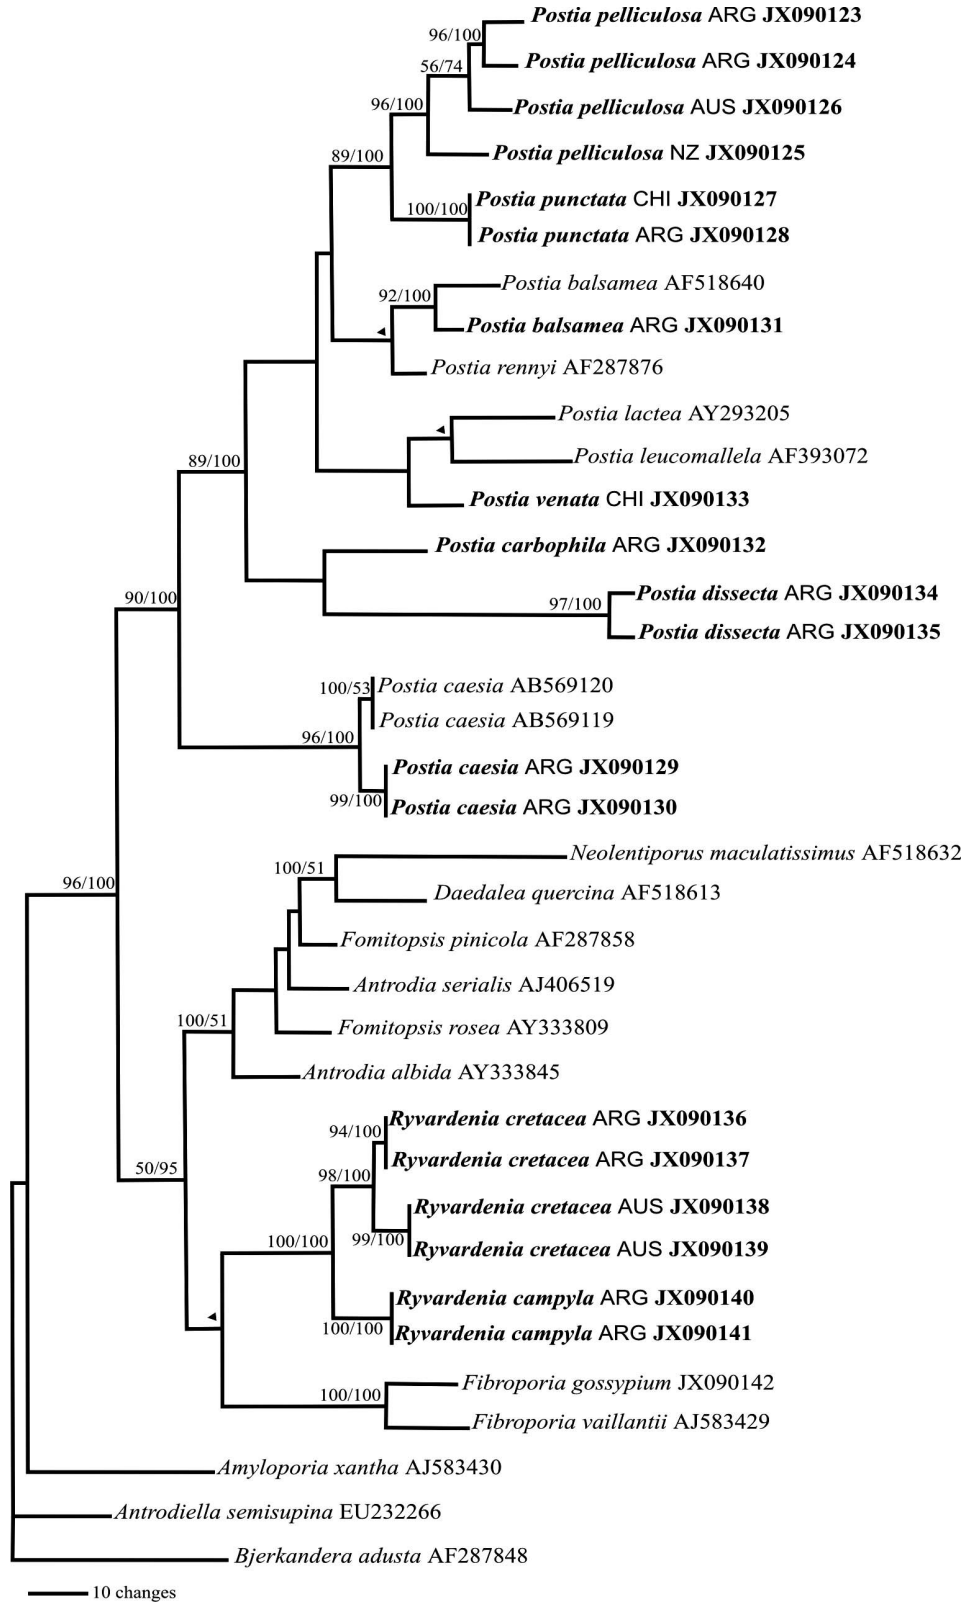 Postia pelliculosa ARG JX090123
96/100
Postia pelliculosa ARG JX090124
56/74
96/100
Postia pelliculosa AUS JX090126
89/100
Postia pelliculosa NZ JX090125
Postia punctata CHI JX090127
100/100
Postia punctata ARG JX090128
Postia balsamea AF518640
92/100
Postia balsamea ARG JX090131
Postia rennyi AF287876
Postia lactea AY293205
Postia leucomallela AF393072
89/100
Postia venata CHI JX090133
Postia carbophila ARG JX090132
90/100
97/100
Postia dissecta ARG JX090134
Postia dissecta ARG JX090135
100/53
Postia caesia AB569120
Postia caesia AB569119
96/100
Postia caesia ARG JX090129
99/100
Postia caesia ARG JX090130
Neolentiporus maculatissimus AF518632
100/51
96/100
Daedalea quercina AF518613
Fomitopsis pinicola AF287858
Antrodia serialis AJ406519
100/51
Fomitopsis rosea AY333809
Antrodia albida AY333845
Ryvardenia cretacea ARG JX090136
94/100
Ryvardenia cretacea ARG JX090137
50/95
98/100
Ryvardenia cretacea AUS JX090138
99/100
100/100
Ryvardenia cretacea AUS JX090139
Ryvardenia campyla ARG JX090140
100/100
Ryvardenia campyla ARG JX090141
Fibroporia gossypium JX090142
100/100
Fibroporia vaillantii AJ583429
Amyloporia xantha AJ583430
Antrodiella semisupina EU232266
Bjerkandera adusta AF287848
10 changes